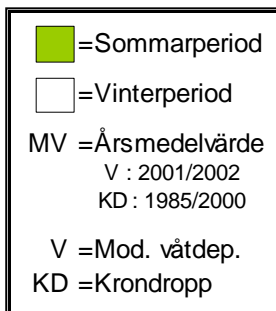 =Sommarperiod
=Vinterperiod
MV =Årsmedelvärde
V : 2001/2002
KD : 1985/2000
V =Mod. våtdep.
KD =Krondropp